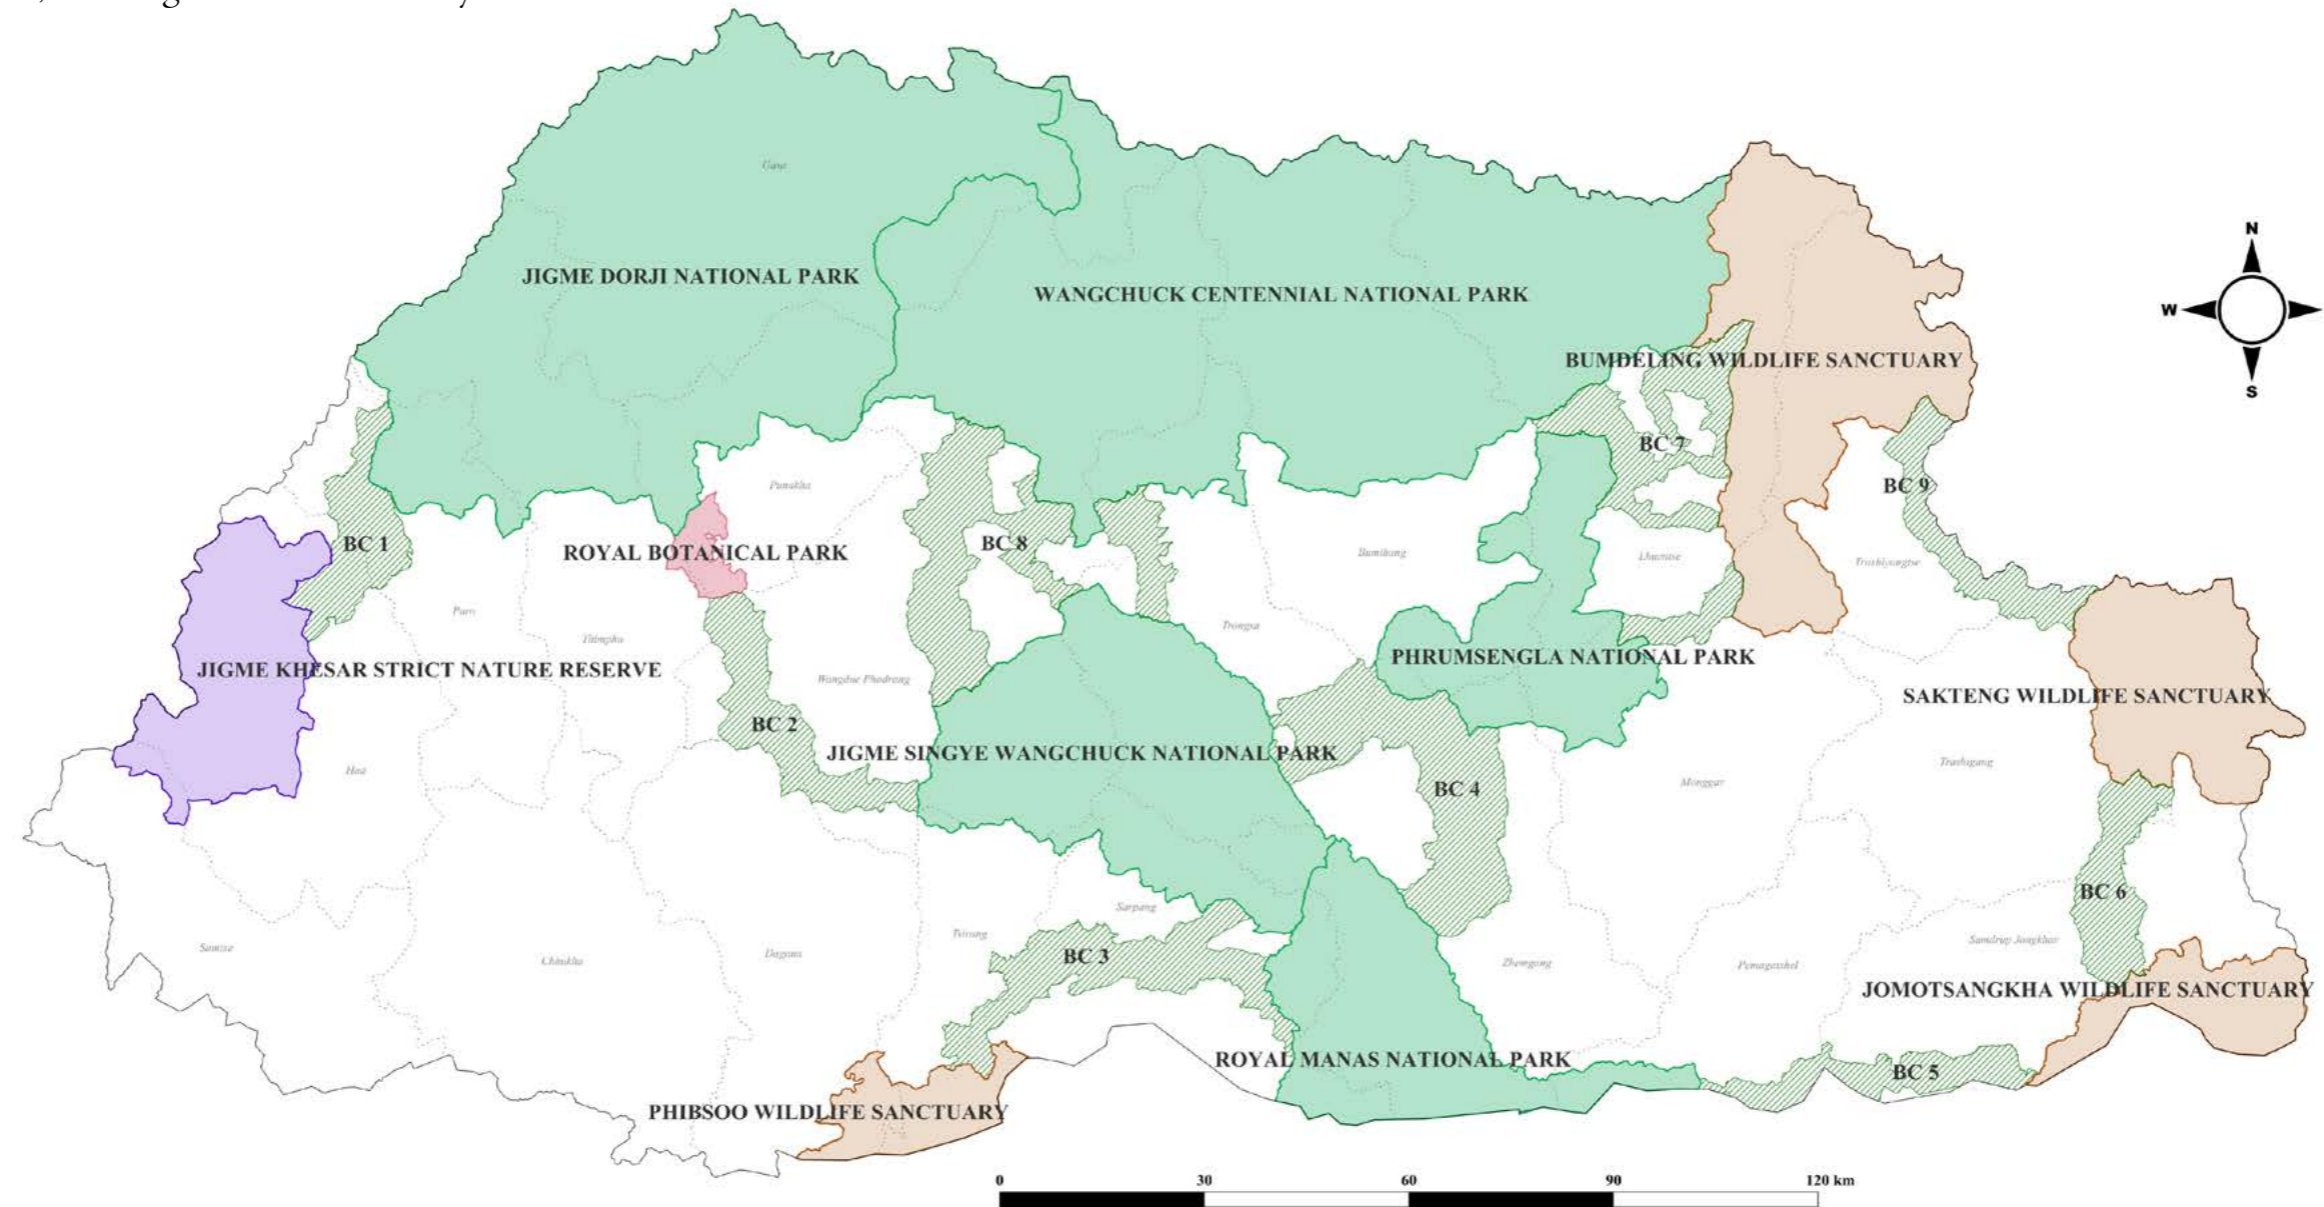 Gasa
JIGME DORJI NATIONAL PARK
WANGCHUCK CENTENNIAL NATIONAL PARK
N
W
S
BUMDELING WILDLIFE SANCTUARY
BC 7
Punakha
BC 9
BC 1
ROYAL BOTANICAL PARK
BC 8
Bumthang
Lhuentse
Trashiyangtse
Paro
Thimphu
Trongsa
JIGME KHESAR STRICT NATURE RESERVE
Wangdue Phodrang
PHRUMSENGLA NATIONAL PARK
SAKTENG WILDLIFE SANCTUARY
BC 2
JIGME SINGYE WANGCHUCK NATIONAL PARK
Haa
Monggar
Trashigang
BC 4
BC 6
Sarpang
Samtse
Chhukha
Dagana
Tsirang
BC 3
Zhemgang
Pemagatshel
Samdrup Jongkhar
JOMOTSANGKHA WILDLIFE SANCTUARY
ROYAL MANAS NATIONAL PARK
BC 5
PHIBSOO WILDLIFE SANCTUARY
0 30 60 90 120 km